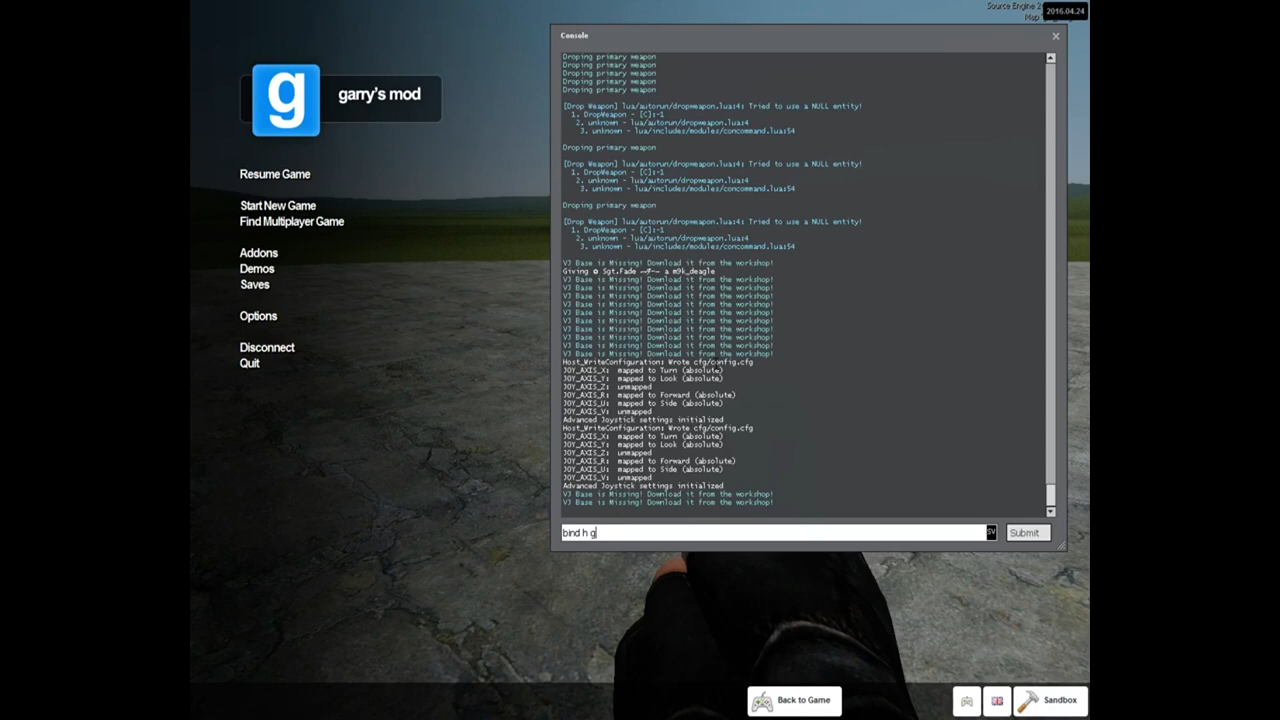 Source Engine 2
Map
2016.04.24
g
garry's mod
Resume Game
Start New Game
Find Multiplayer Game
Addons
Demos
Saves
Options
Disconnect
Quit
Console
Droping primary weapon
Droping primary weapon
Droping primary weapon
Droping primary weapon
Droping primary weapon
[Drop Weapon] lua/autorun/dropweapon.lua:4: Tried to use a NULL entity!
1. DropWeapon - [C]:-1
2. unknown - lua/autorun/dropweapon.lua:4
3. unknown - lua/includes/modules/concommand.lua:54
Droping primary weapon
[Drop Weapon] lua/autorun/dropweapon.lua:4: Tried to use a NULL entity!
1. DropWeapon - [C]:-1
2. unknown - lua/autorun/dropweapon.lua:4
3. unknown - lua/includes/modules/concommand.lua:54
Droping primary weapon
[Drop Weapon] lua/autorun/dropweapon.lua:4: Tried to use a NULL entity!
1. DropWeapon - [C]:-1
2. unknown - lua/autorun/dropweapon.lua:4
3. unknown - lua/includes/modules/concommand.lua:54
VJ Base is Missing! Download it from the workshop!
Giving Sgt.Fade a m9k_deagle
VJ Base is Missing! Download it from the workshop!
VJ Base is Missing! Download it from the workshop!
VJ Base is Missing! Download it from the workshop!
VJ Base is Missing! Download it from the workshop!
VJ Base is Missing! Download it from the workshop!
VJ Base is Missing! Download it from the workshop!
VJ Base is Missing! Download it from the workshop!
VJ Base is Missing! Download it from the workshop!
VJ Base is Missing! Download it from the workshop!
VJ Base is Missing! Download it from the workshop!
Host_WriteConfiguration: Wrote cfg/config.cfg
JOY_AXIS_X: mapped to Turn (absolute)
JOY_AXIS_Y: mapped to Look (absolute)
JOY_AXIS_Z: unmapped
JOY_AXIS_R: mapped to Forward (absolute)
JOY_AXIS_U: mapped to Side (absolute)
JOY_AXIS_V: unmapped
Advanced Joystick settings initialized
Host_WriteConfiguration: Wrote cfg/config.cfg
JOY_AXIS_X: mapped to Turn (absolute)
JOY_AXIS_Y: mapped to Look (absolute)
JOY_AXIS_Z: unmapped
JOY_AXIS_R: mapped to Forward (absolute)
JOY_AXIS_U: mapped to Side (absolute)
JOY_AXIS_V: unmapped
Advanced Joystick settings initialized
VJ Base is Missing! Download it from the workshop!
VJ Base is Missing! Download it from the workshop!
bind h g
SV
Submit
Back to Game
Sandbox